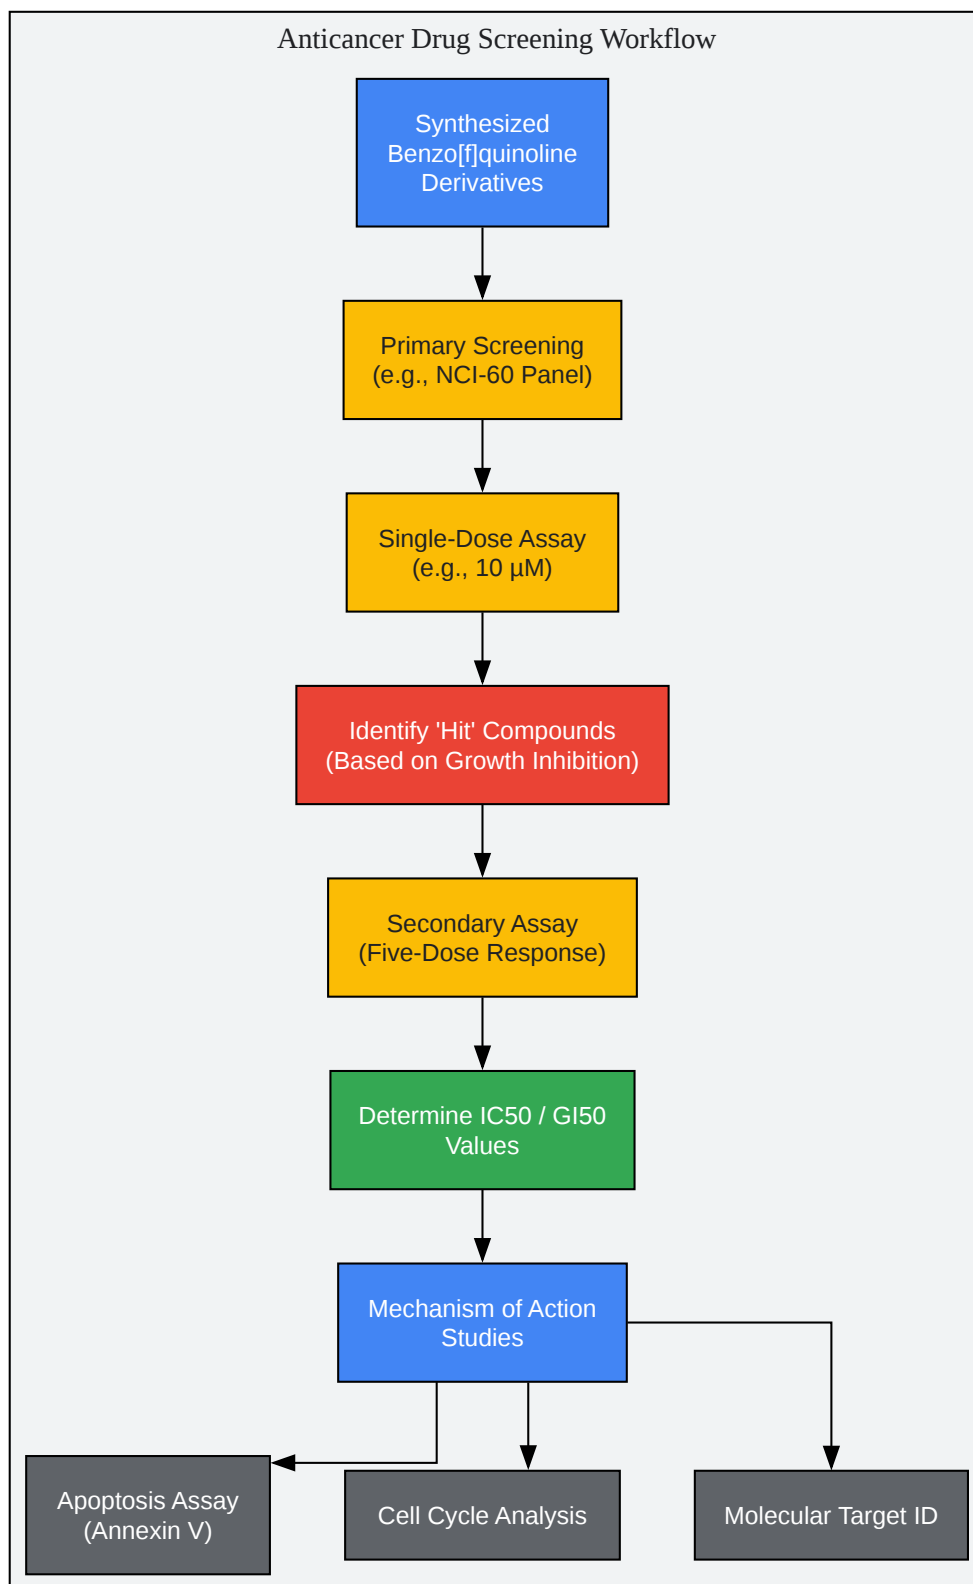 Anticancer Drug Screening Workflow
Synthesized
Benzo[f]quinoline
Derivatives
Primary Screening
(e.g., NCI-60 Panel)
Single-Dose Assay
(e.g., 10 µM)
Identify 'Hit' Compounds
(Based on Growth Inhibition)
Secondary Assay
(Five-Dose Response)
Determine IC50 / GI50
Values
Mechanism of Action
Studies
Apoptosis Assay
(Annexin V)
Cell Cycle Analysis
Molecular Target ID